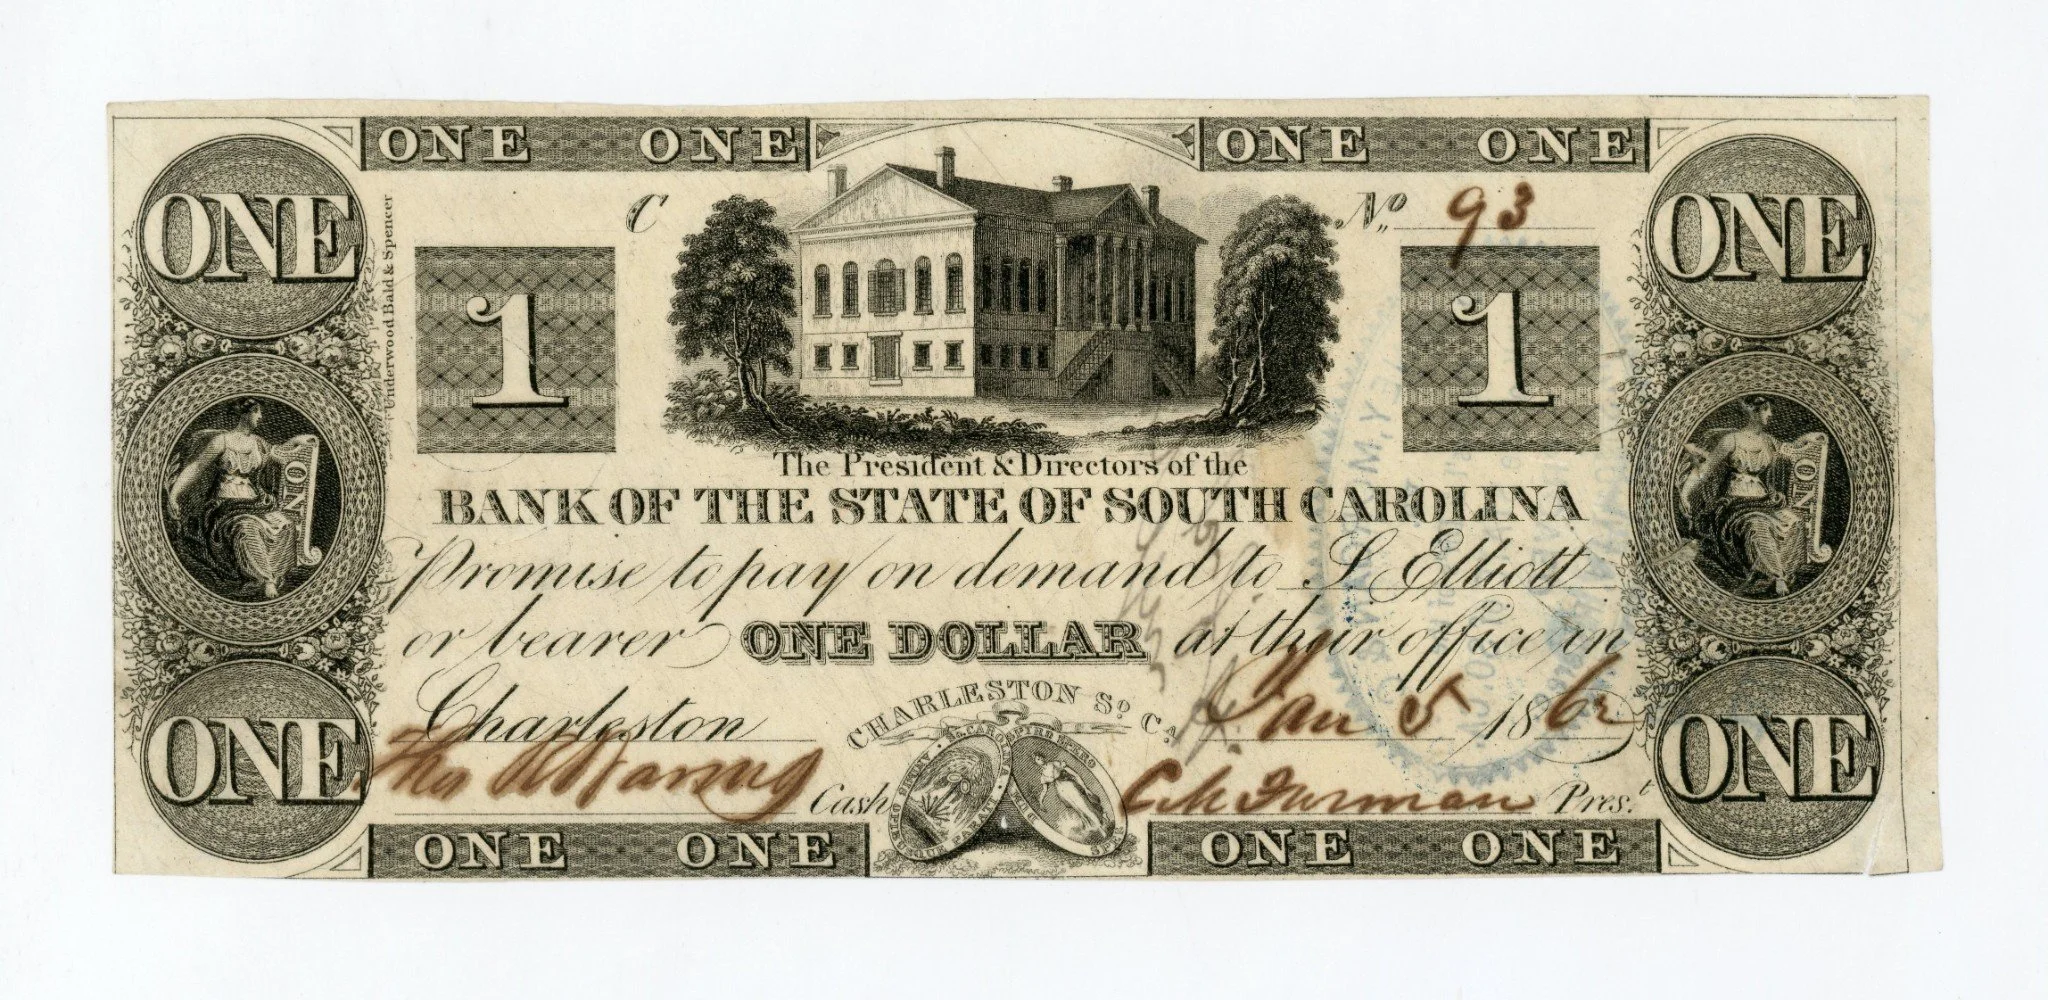 ONE ONE ONE ONE
ONE ONE
C No 93
Underwood Bald & Spencer
1 1
The President & Directors of the
BANK OF THE STATE OF SOUTH CAROLINA
ONE ONE
Promise to pay on demand to S Elliott
or bearer ONE DOLLAR at their office in
Charleston Jan 5 1862
CHARLESTON So CA
ONE ONE
Cash C M Furman Prest
ONE ONE ONE ONE